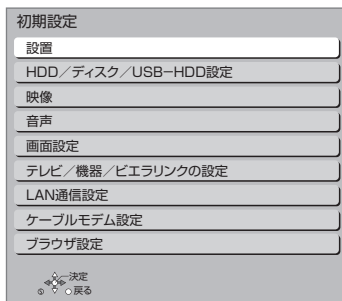 初期設定
設置
HDD／ディスク／USB－HDD設定
映像
音声
画面設定
テレビ／機器／ビエラリンクの設定
LAN通信設定
ケーブルモデム設定
ブラウザ設定
決定
戻る